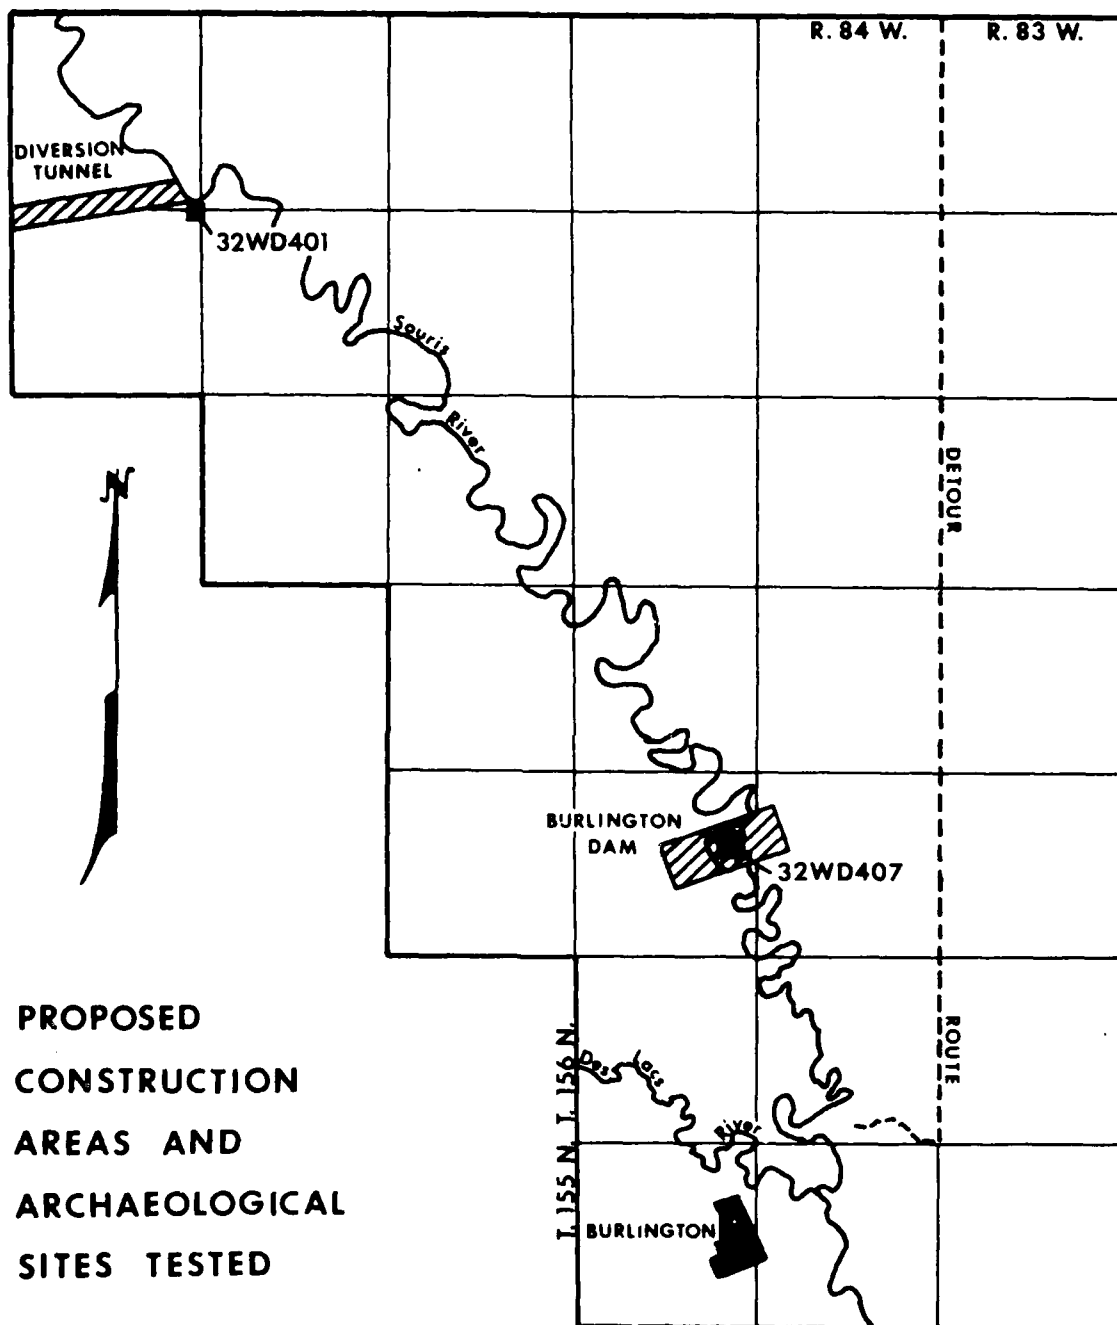 R. 84 W.
R. 83 W.
DIVERSION
TUNNEL
32WD401
Souris
River
N
DETOUR
BURLINGTON
DAM
32WD407
ROUTE
PROPOSED
CONSTRUCTION
AREAS AND
ARCHAEOLOGICAL
SITES TESTED
T. 156 N.
T. 155 N.
Des Lacs
River
BURLINGTON